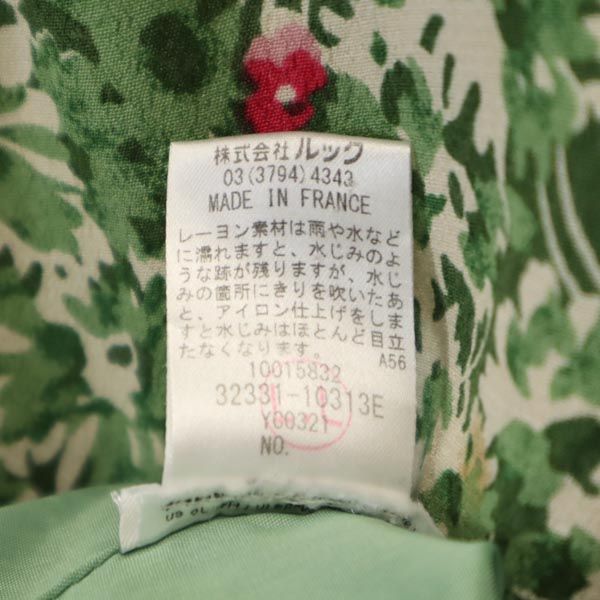 株式会社 ルック
03(3794)4343
MADE IN FRANCE
レーヨン素材は雨や水など
に濡れますと、水じみのよ
うな跡が残りますが、水じ
みの箇所にきりを吹いたあ
と、アイロン仕上げをしま
すと水じみはほとんど目立
たなくなります。
A56
10015832
32331-10313E
Y60321
NO.